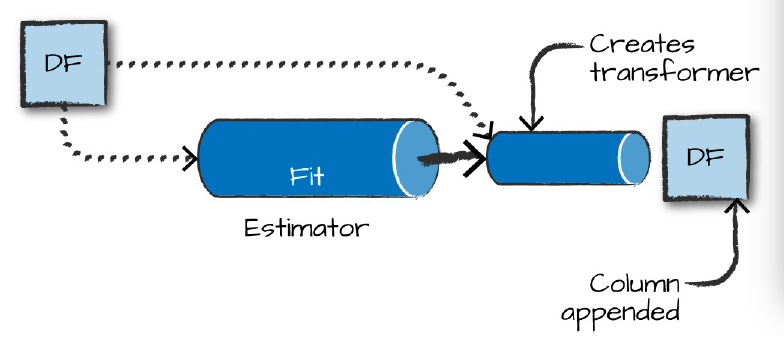 DF
Creates
transformer
Fit
DF
Estimator
Column
appended